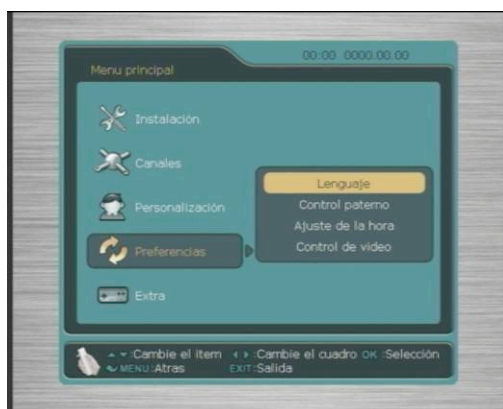 00:00 0000.00.00
Menu principal
Instalación
Canales
Personalización
Preferencias
Extra
Lenguaje
Control paterno
Ajuste de la hora
Control de video
:Cambie el item :Cambie el cuadro OK :Selección
MENU:Atras EXIT:Salida